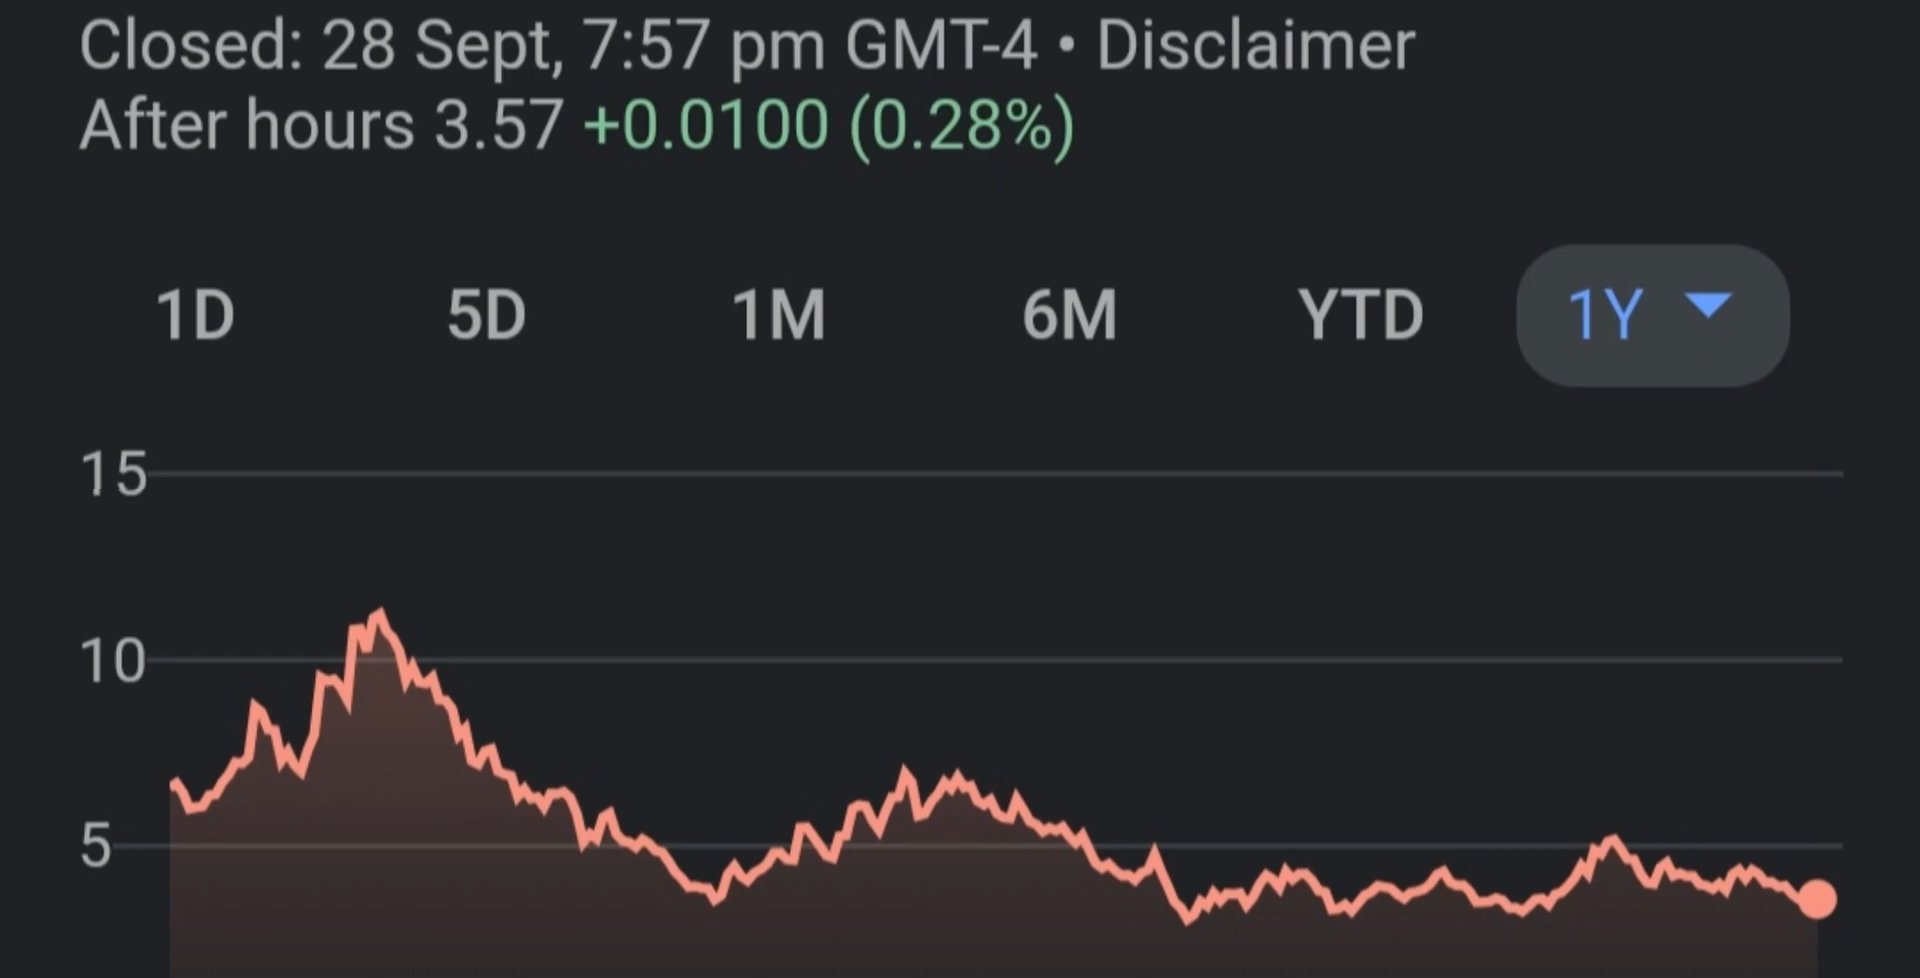 Closed: 28 Sept, 7:57 pm GMT-4 • Disclaimer
After hours 3.57 +0.0100 (0.28%)
1D 5D 1M 6M YTD 1Y
15
10
5